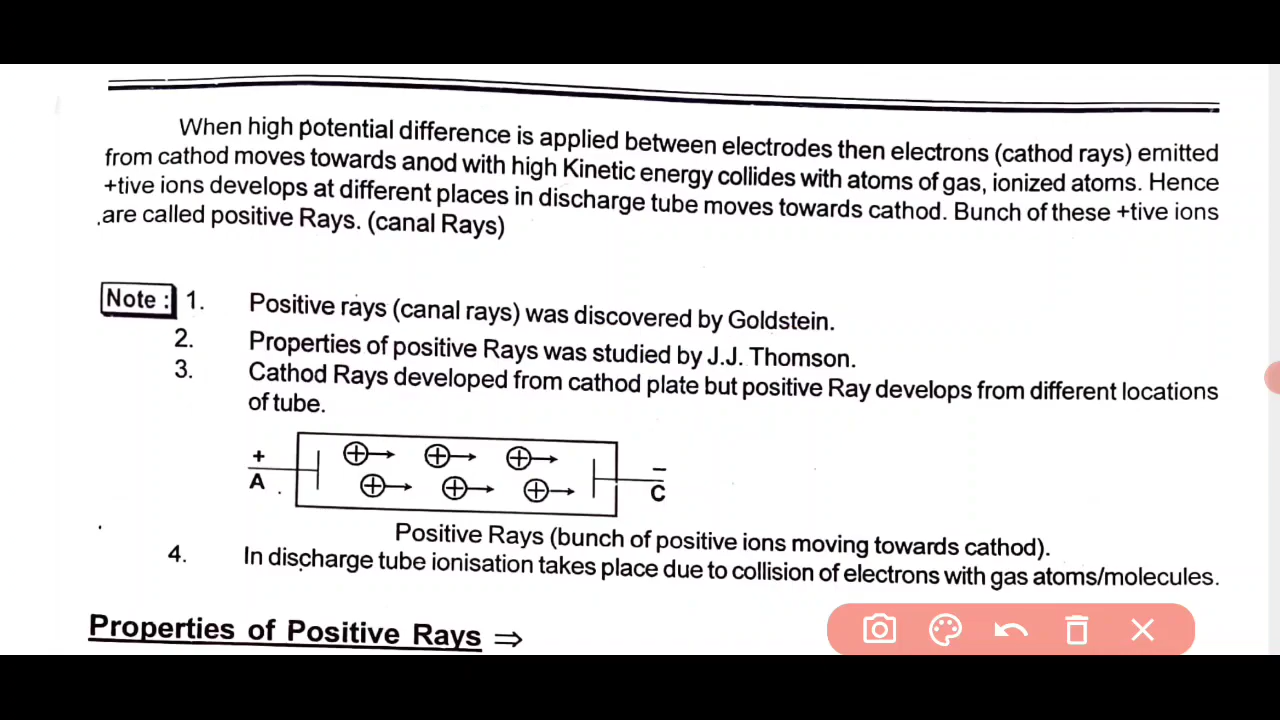 When high potential difference is applied between electrodes then electrons (cathod rays) emitted
from cathod moves towards anod with high Kinetic energy collides with atoms of gas, ionized atoms. Hence
+tive ions develops at different places in discharge tube moves towards cathod. Bunch of these +tive ions
are called positive Rays. (canal Rays)
Note : 1. Positive rays (canal rays) was discovered by Goldstein.
2. Properties of positive Rays was studied by J.J. Thomson.
3. Cathod Rays developed from cathod plate but positive Ray develops from different locations
of tube.
+ −
A C
Positive Rays (bunch of positive ions moving towards cathod).
4. In discharge tube ionisation takes place due to collision of electrons with gas atoms/molecules.
Properties of Positive Rays ⇒